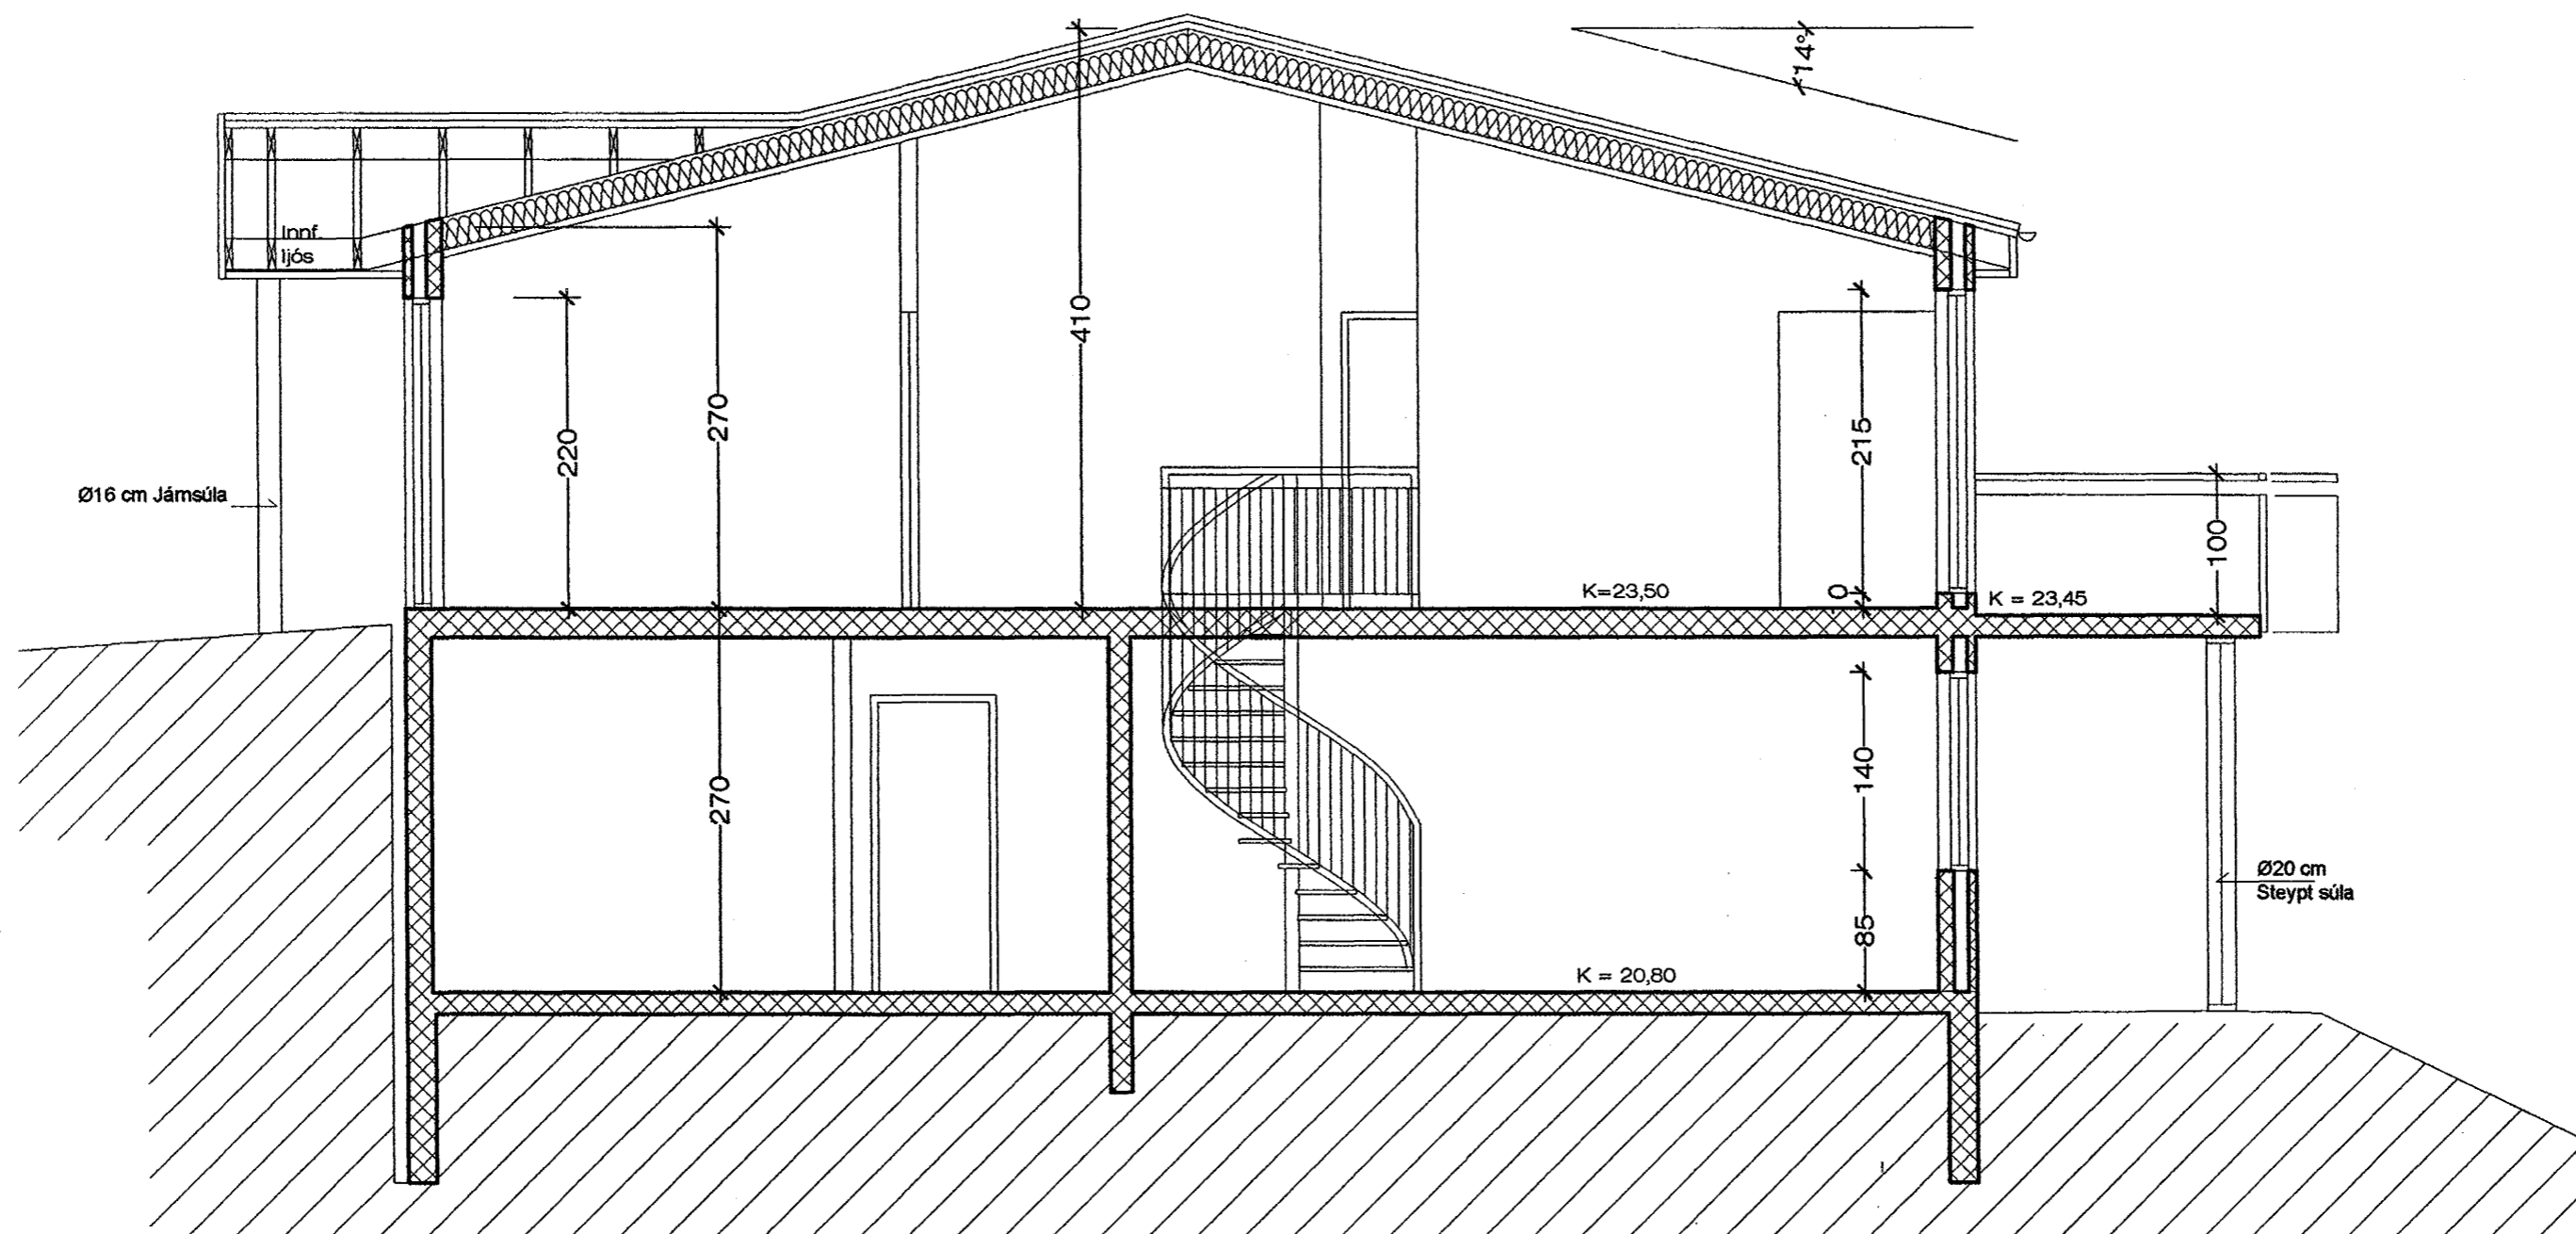 14°
Innf.
ljós
410
270
220
215
Ø16 cm Járnsúla
100
K=23,50
0
K = 23,45
270
140
Ø20 cm
Steypt súla
85
K = 20,80